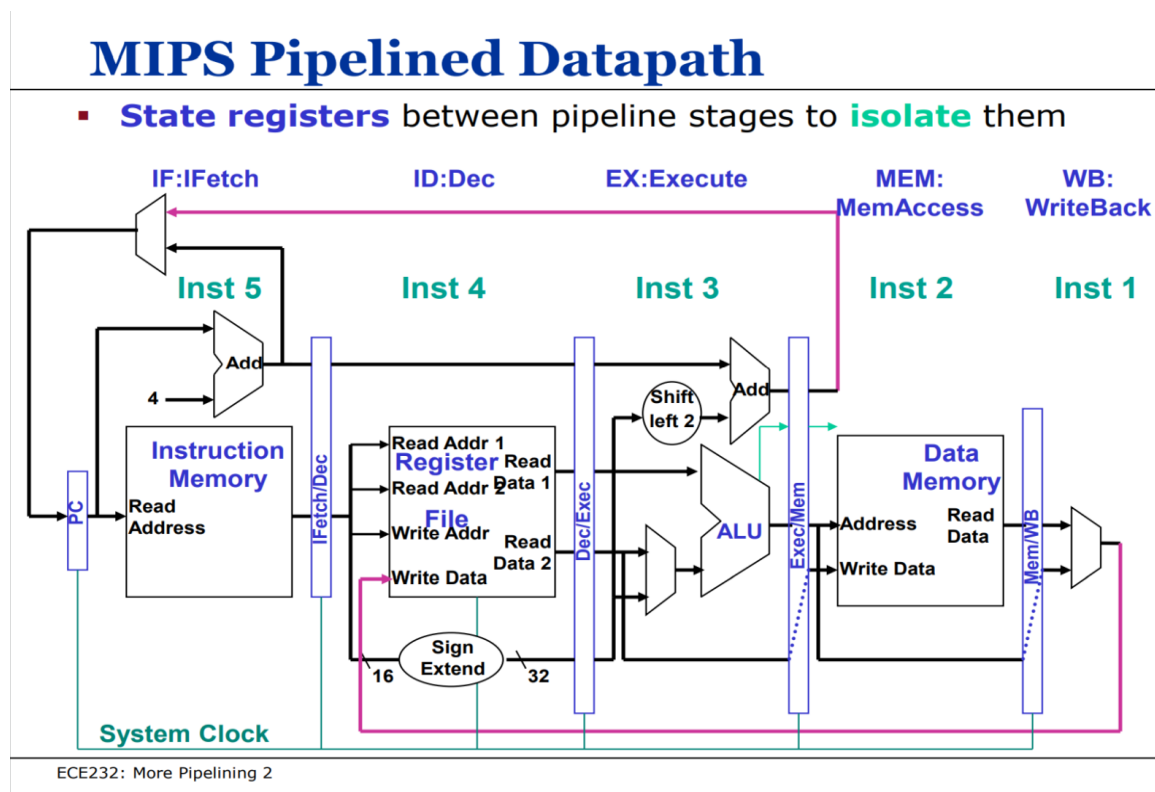 MIPS Pipelined Datapath
▪ State registers between pipeline stages to isolate them
IF:IFetch
ID:Dec
EX:Execute
MEM:
MemAccess
WB:
WriteBack
Inst 5
Inst 4
Inst 3
Inst 2
Inst 1
Add
4
Instruction
Memory
Read
Address
PC
IFetch/Dec
Read Addr 1
Register
Read Addr 2
File
Write Addr
Write Data
Read
Data 1
Read
Data 2
Sign
Extend
16
32
Dec/Exec
Shift
left 2
Add
ALU
Exec/Mem
Data
Memory
Address
Write Data
Read
Data
Mem/WB
System Clock
ECE232: More Pipelining 2